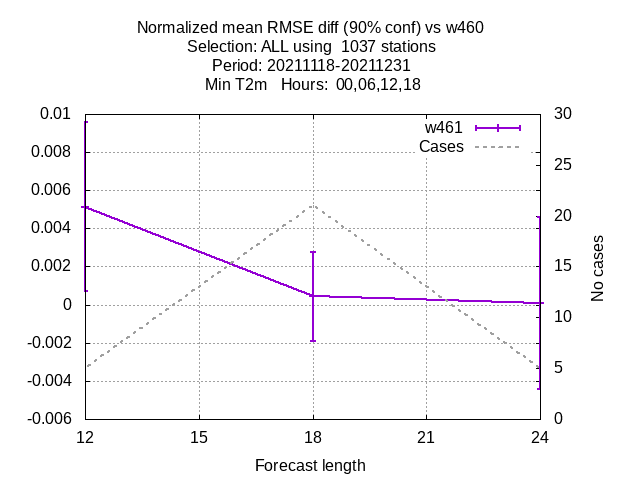 Normalized mean RMSE diff (90% conf) vs w460
Selection: ALL using  1037 stations
Period: 20211118-20211231
Min T2m   Hours:  00,06,12,18
w461
Cases
0.01
0.008
0.006
0.004
0.002
0
-0.002
-0.004
-0.006
30
25
20
15
10
5
0
No cases
12
15
18
21
24
Forecast length